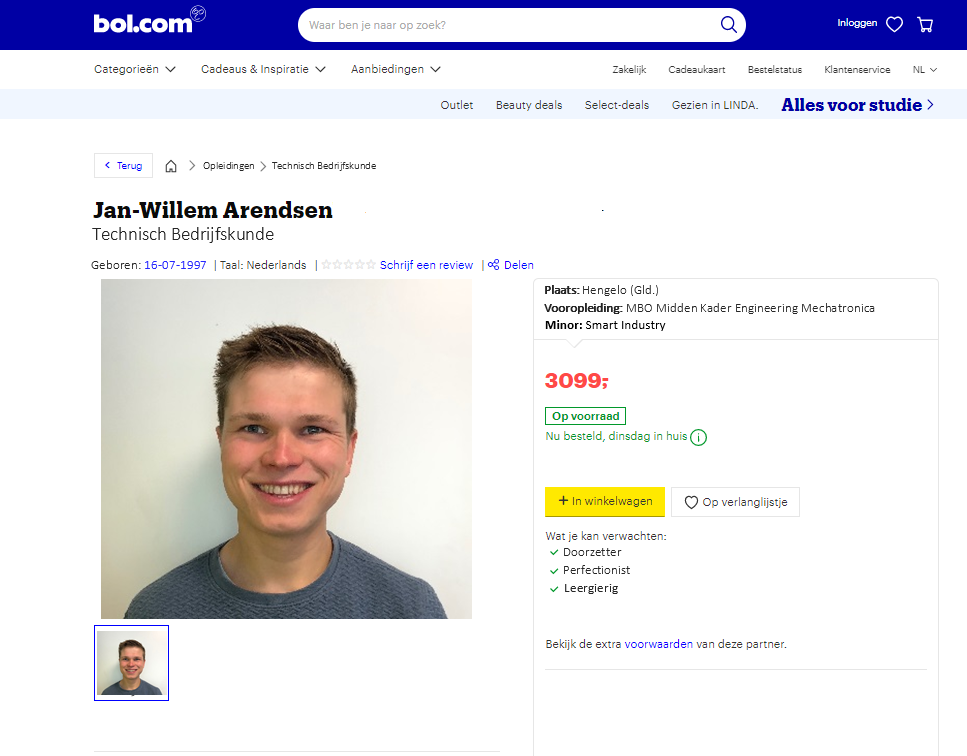 bol.com
Waar ben je naar op zoek?
Inloggen
Categorieën
Cadeaus & Inspiratie
Aanbiedingen
Zakelijk
Cadeaukaart
Bestelstatus
Klantenservice
NL
Outlet
Beauty deals
Select-deals
Gezien in LINDA.
Alles voor studie
Terug
Opleidingen
Technisch Bedrijfskunde
Jan-Willem Arendsen
Technisch Bedrijfskunde
Geboren: 16-07-1997 | Taal: Nederlands | Schrijf een review | Delen
Plaats: Hengelo (Gld.)
Vooropleiding: MBO Midden Kader Engineering Mechatronica
Minor: Smart Industry
3099,-
Op voorraad
Nu besteld, dinsdag in huis
+ In winkelwagen
Op verlanglijstje
Wat je kan verwachten:
Doorzetter
Perfectionist
Leergierig
Bekijk de extra voorwaarden van deze partner.